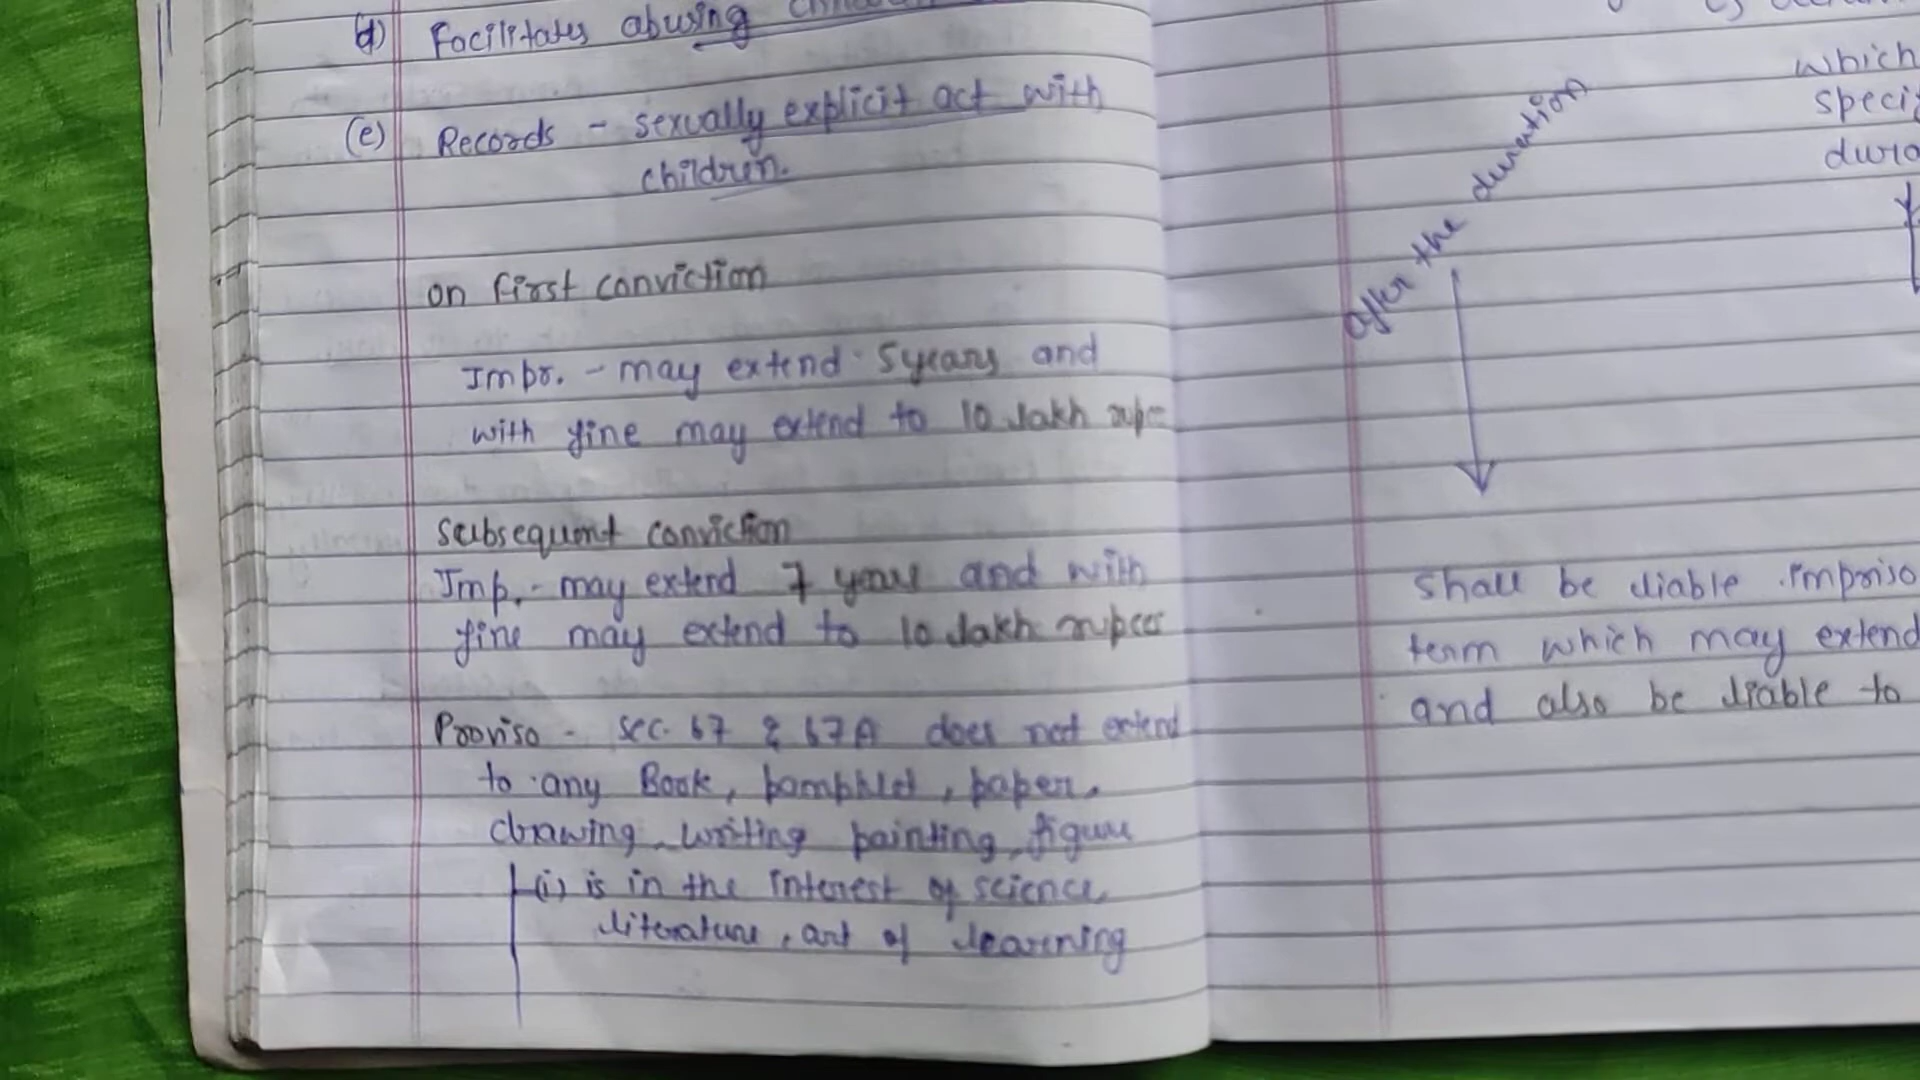 (d) Facilitates abusing
(e) Records - sexually explicit act with
children.
on first conviction
Impr. - may extend 5 years and
with fine may extend to 10 lakh
Subsequent conviction
Imp. - may extend 7 years and with
fine may extend to 10 lakh rupees
Proviso - Sec. 67 & 67A does not extend
to any Book, pamphlet, paper,
drawing, writing painting, figure
(i) is in the interest of science,
literature, art of learning
which
after the duration
shall be liable
term which may extend
and also be liable to